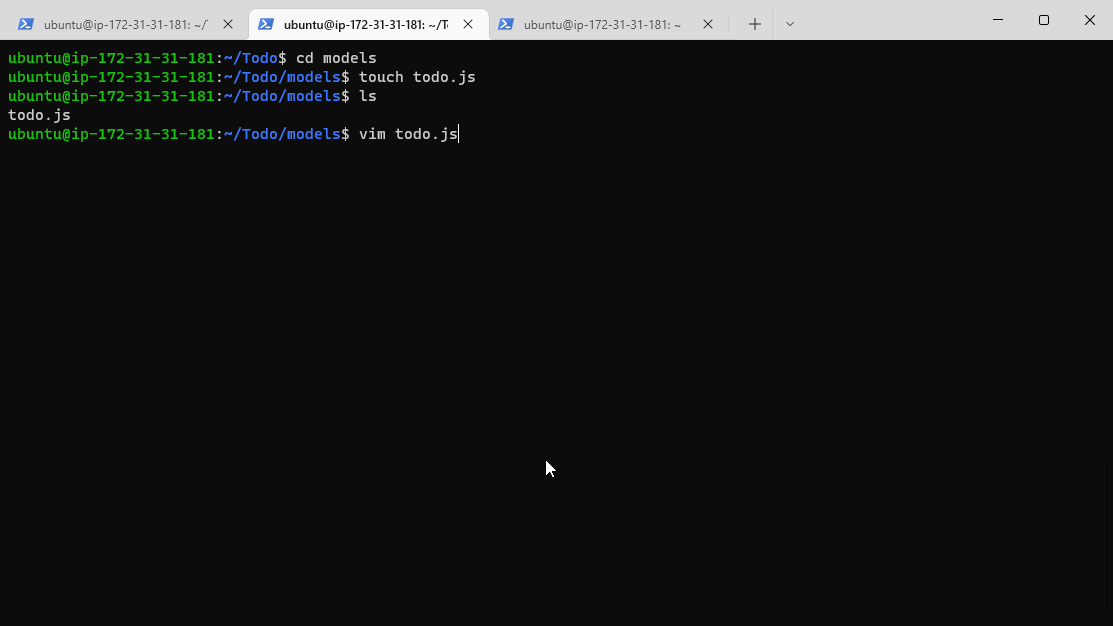 ubuntu@ip-172-31-31-181: ~/T
ubuntu@ip-172-31-31-181: ~/To
ubuntu@ip-172-31-31-181: ~
ubuntu@ip-172-31-31-181:~/Todo$ cd models
ubuntu@ip-172-31-31-181:~/Todo/models$ touch todo.js
ubuntu@ip-172-31-31-181:~/Todo/models$ ls
todo.js
ubuntu@ip-172-31-31-181:~/Todo/models$ vim todo.js